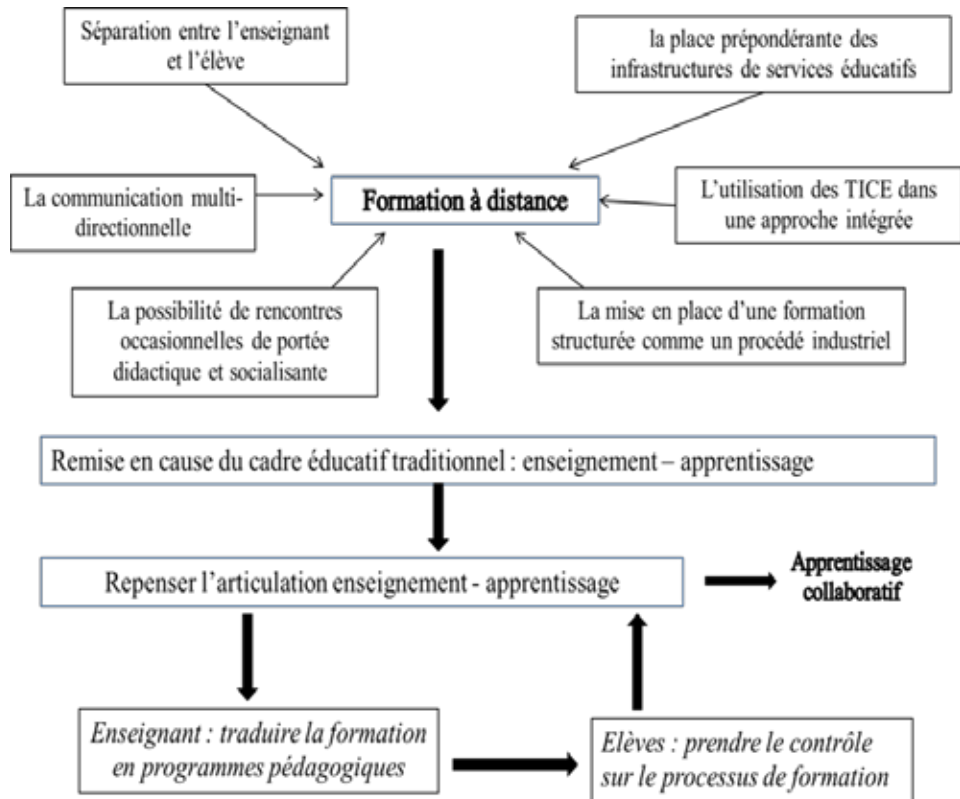 Séparation entre l'enseignant
et l'élève
la place prépondérante des
infrastructures de services éducatifs
La communication multi-
directionnelle
Formation à distance
L'utilisation des TICE dans
une approche intégrée
La possibilité de rencontres
occasionnelles de portée
didactique et socialisante
La mise en place d'une formation
structurée comme un procédé industriel
Remise en cause du cadre éducatif traditionnel : enseignement – apprentissage
Repenser l'articulation enseignement - apprentissage
Apprentissage
collaboratif
Enseignant : traduire la formation
en programmes pédagogiques
Elèves : prendre le contrôle
sur le processus de formation